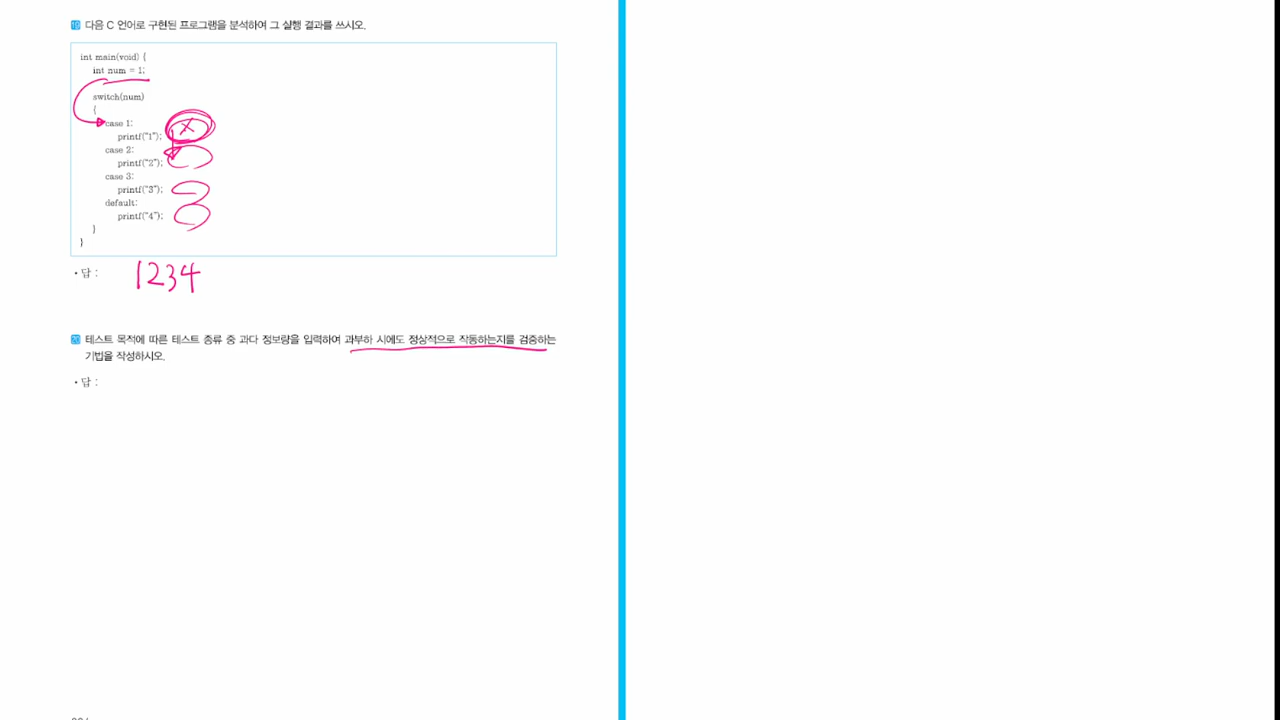 19 다음 C 언어로 구현된 프로그램을 분석하여 그 실행 결과를 쓰시오.
int main(void) {
int num = 1;
switch(num)
{
case 1:
printf("1");
case 2:
printf("2");
case 3:
printf("3");
default:
printf("4");
}
}
• 답 : 1234
20 테스트 목적에 따른 테스트 종류 중 과다 정보량을 입력하여 과부하 시에도 정상적으로 작동하는지를 검증하는
기법을 작성하시오.
• 답 :